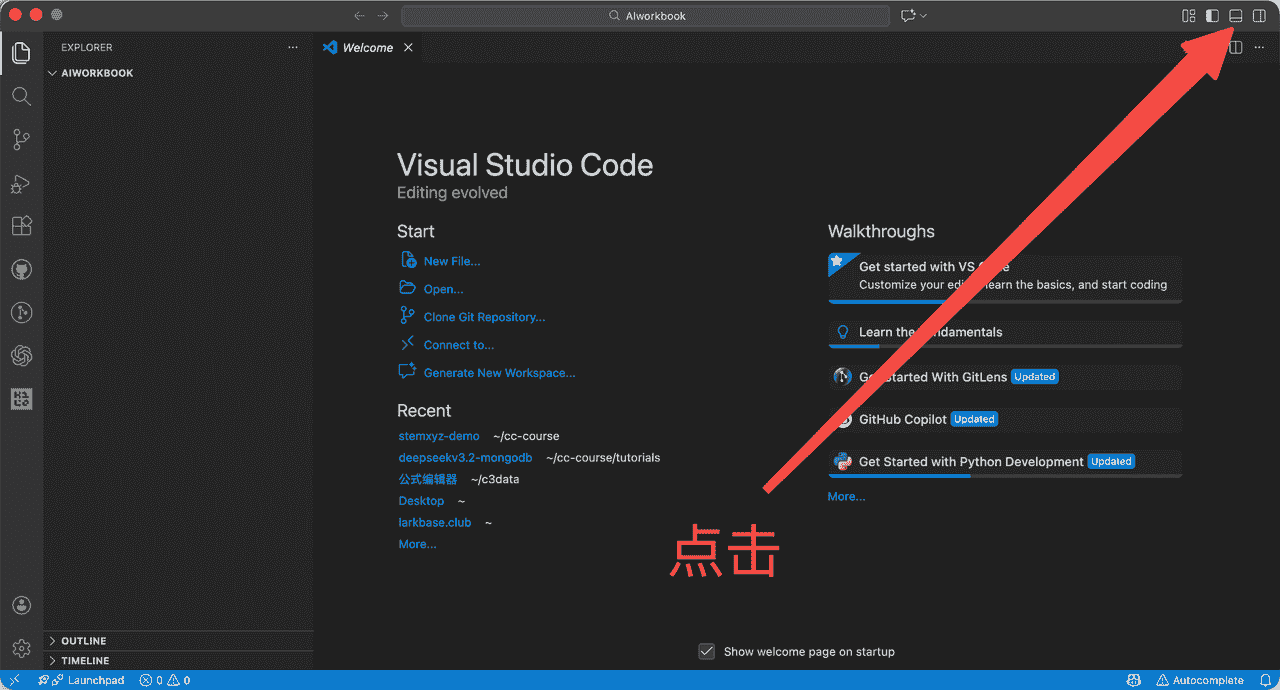 AIworkbook
EXPLORER
Welcome
AIWORKBOOK
Visual Studio Code
Editing evolved
Start
New File...
Open...
Clone Git Repository...
Connect to...
Generate New Workspace...
Recent
stemxyz-demo ~/cc-course
deepseekv3.2-mongodb ~/cc-course/tutorials
公式编辑器 ~/c3data
Desktop ~
larkbase.club ~
More...
Walkthroughs
Get started with VS
Customize your learn the basics, and start coding
Learn
Get Started With GitLens Updated
GitHub Copilot Updated
Get Started with Python Development Updated
More...
点击
Show welcome page on startup
OUTLINE
TIMELINE
Launchpad 0 0
Autocomplete